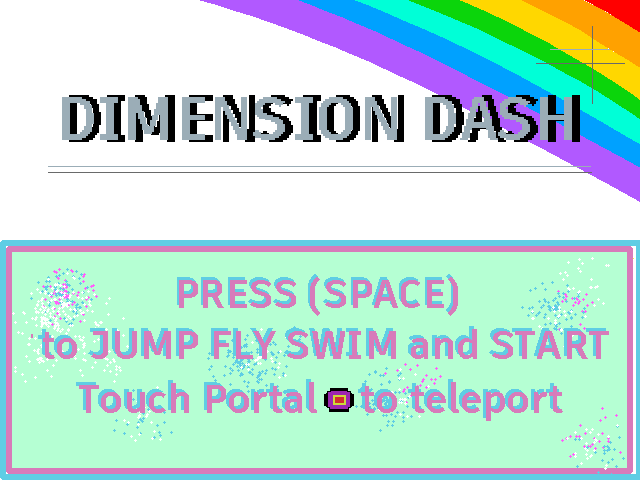 DIMENSION DASH
PRESS (SPACE)
to JUMP FLY SWIM and START
Touch Portal to teleport